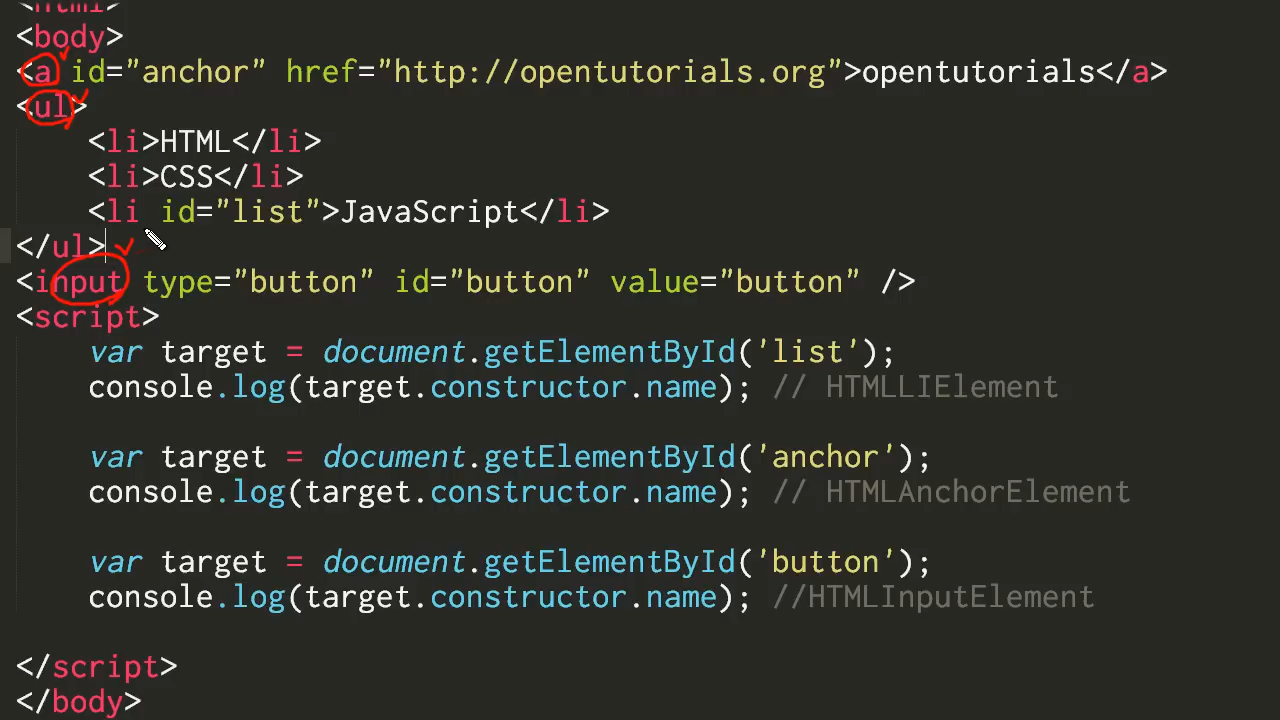 <html>
<body>
<a id="anchor" href="http://opentutorials.org">opentutorials</a>
<ul>
<li>HTML</li>
<li>CSS</li>
<li id="list">JavaScript</li>
</ul>
<input type="button" id="button" value="button" />
<script>
var target = document.getElementById('list');
console.log(target.constructor.name); // HTMLLIElement
var target = document.getElementById('anchor');
console.log(target.constructor.name); // HTMLAnchorElement
var target = document.getElementById('button');
console.log(target.constructor.name); //HTMLInputElement
</script>
</body>